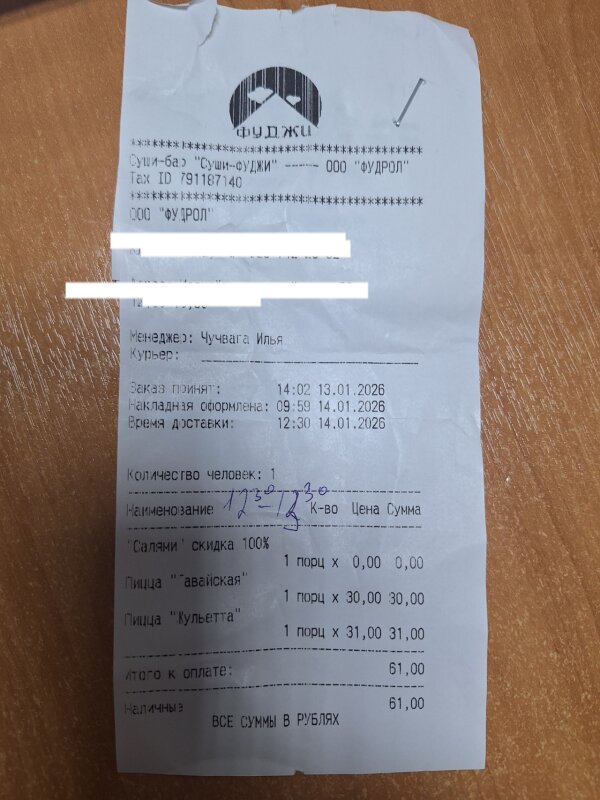 ФУДЖИ
************************************
Суши-бар "Суши-ФУДЖИ" ------ ООО "ФУДРОЛ"
Tax ID 791187140
************************************
ООО "ФУДРОЛ"
Менеджер: Чучвага Илья
Курьер:
Заказ принят: 14:02 13.01.2026
Накладная оформлена: 09:59 14.01.2026
Время доставки: 12:30 14.01.2026
Количество человек: 1
12³⁰-
Наименование К-во Цена Сумма
"Салями" скидка 100%
1 порц x 0,00 0,00
Пицца "Гавайская"
1 порц x 30,00 30,00
Пицца "Жульетта"
1 порц x 31,00 31,00
Итого к оплате: 61,00
Наличные 61,00
ВСЕ СУММЫ В РУБЛЯХ